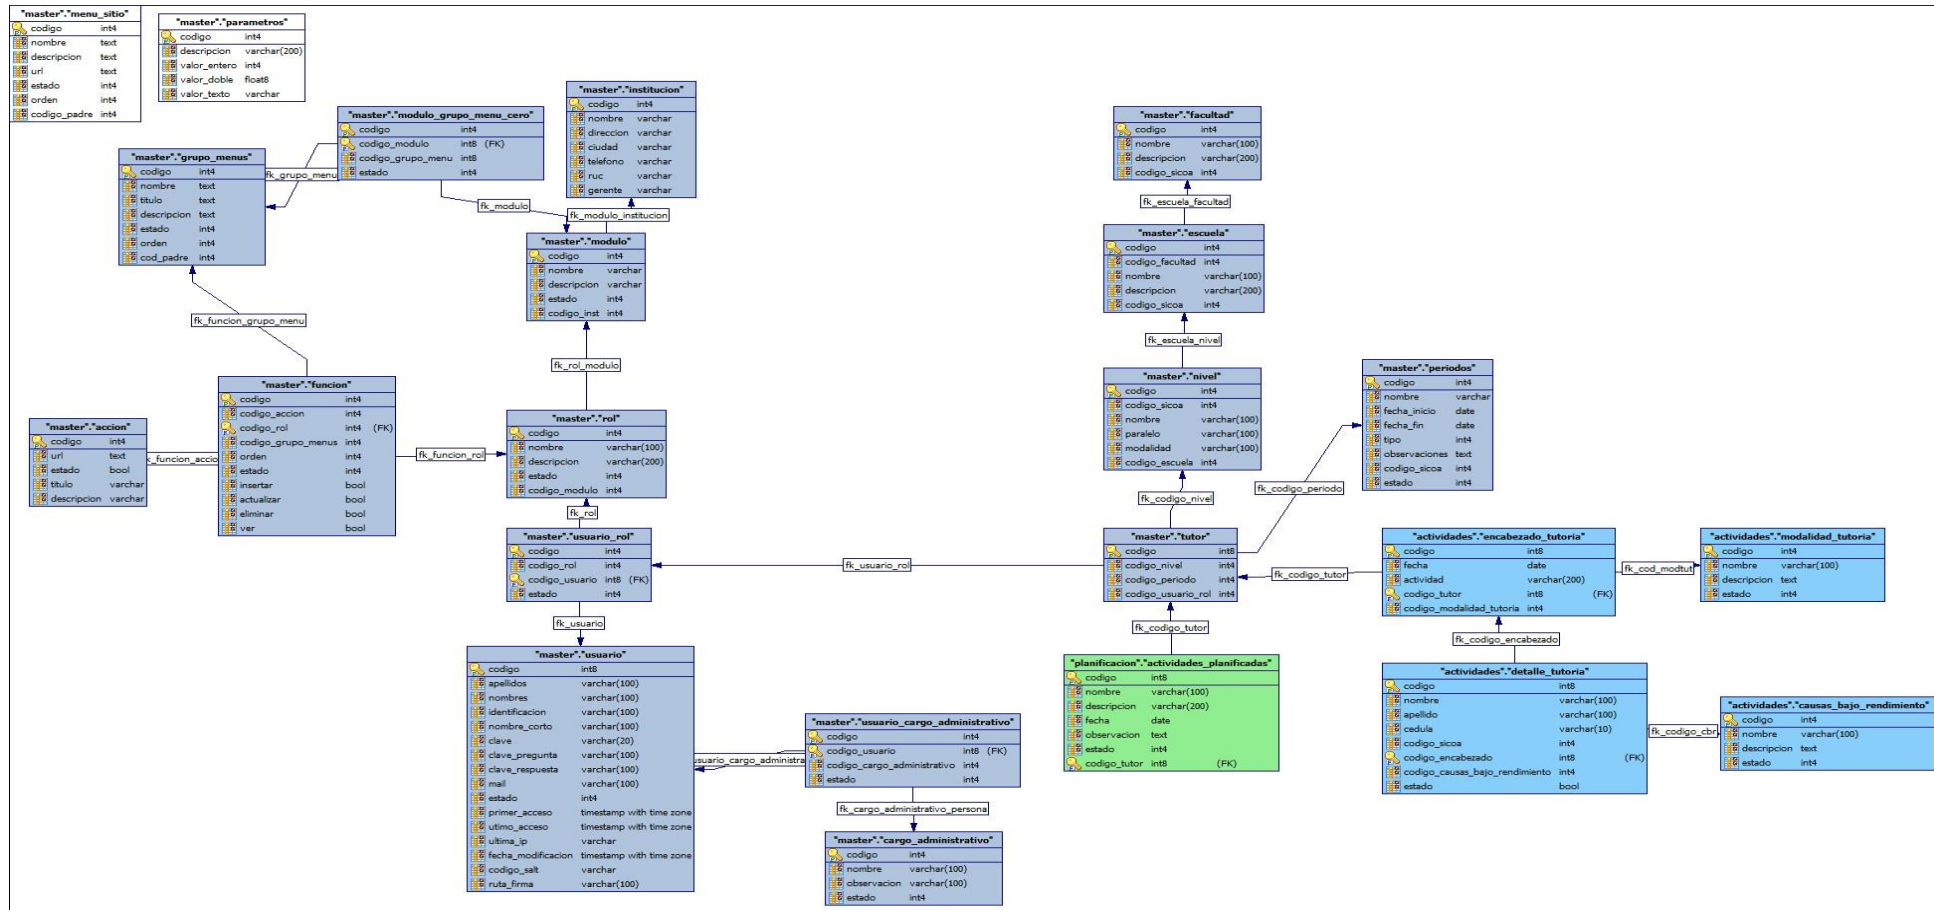 "master"."menu_sitio"
codigo int4
nombre text
descripcion text
url text
estado int4
orden int4
codigo_padre int4
"master"."parametros"
codigo int4
descripcion varchar(200)
valor_entero int4
valor_doble float8
valor_texto varchar
"master"."modulo_grupo_menu_cero"
codigo int4
codigo_modulo int8 (FK)
codigo_grupo_menu int8
estado int4
"master"."institucion"
codigo int4
nombre varchar
direccion varchar
ciudad varchar
telefono varchar
ruc varchar
gerente varchar
"master"."grupo_menus"
codigo int4
nombre text
titulo text
descripcion text
estado int4
orden int4
cod_padre int4
fk_grupo_menu
fk_modulo
fk_modulo_institucion
"master"."modulo"
codigo int4
nombre varchar
descripcion varchar
estado int4
codigo_inst int4
fk_funcion_grupo_menu
fk_rol_modulo
"master"."funcion"
codigo int4
codigo_accion int4
codigo_rol int4 (FK)
codigo_grupo_menus int4
orden int4
estado int4
insertar bool
actualizar bool
eliminar bool
ver bool
"master"."accion"
codigo int4
url text
estado bool
titulo varchar
descripcion varchar
k_funcion_accio
fk_funcion_rol
"master"."rol"
codigo int4
nombre varchar(100)
descripcion varchar(200)
estado int4
codigo_modulo int4
fk_rol
"master"."usuario_rol"
codigo int4
codigo_rol int4
codigo_usuario int8 (FK)
estado int4
fk_usuario
fk_usuario_rol
"master"."usuario"
codigo int8
apellidos varchar(100)
nombres varchar(100)
identificacion varchar(100)
nombre_corto varchar(100)
clave varchar(20)
clave_pregunta varchar(100)
clave_respuesta varchar(100)
mail varchar(100)
estado int4
primer_acceso timestamp with time zone
utimo_acceso timestamp with time zone
ultima_ip varchar
fecha_modificacion timestamp with time zone
codigo_salt varchar
ruta_firma varchar(100)
usuario_cargo_administra
"master"."usuario_cargo_administrativo"
codigo int4
codigo_usuario int8 (FK)
codigo_cargo_administrativo int4
estado int4
fk_cargo_administrativo_persona
"master"."cargo_administrativo"
codigo int4
nombre varchar(100)
observacion varchar(100)
estado int4
"master"."facultad"
codigo int4
nombre varchar(100)
descripcion varchar(200)
codigo_sicoa int4
fk_escuela_facultad
"master"."escuela"
codigo int4
codigo_facultad int4
nombre varchar(100)
descripcion varchar(200)
codigo_sicoa int4
fk_escuela_nivel
"master"."nivel"
codigo int4
codigo_sicoa int4
nombre varchar(100)
paralelo varchar(100)
modalidad varchar(100)
codigo_escuela int4
fk_codigo_nivel
"master"."periodos"
codigo int4
nombre varchar
fecha_inicio date
fecha_fin date
tipo int4
observaciones text
codigo_sicoa int4
estado int4
fk_codigo_periodo
"master"."tutor"
codigo int8
codigo_nivel int4
codigo_periodo int4
codigo_usuario_rol int4
fk_codigo_tutor
"planificacion"."actividades_planificadas"
codigo int8
nombre varchar(100)
descripcion varchar(200)
fecha date
observacion text
estado int4
codigo_tutor int8 (FK)
fk_codigo_tutor
"actividades"."encabezado_tutoria"
codigo int8
fecha date
actividad varchar(200)
codigo_tutor int8 (FK)
codigo_modalidad_tutoria int4
fk_cod_modtut
"actividades"."modalidad_tutoria"
codigo int4
nombre varchar(100)
descripcion text
estado int4
fk_codigo_encabezado
"actividades"."detalle_tutoria"
codigo int8
nombre varchar(100)
apellido varchar(100)
cedula varchar(10)
codigo_sicoa int4
codigo_encabezado int8 (FK)
codigo_causas_bajo_rendimiento int4
estado bool
fk_codigo_cbr
"actividades"."causas_bajo_rendimiento"
codigo int4
nombre varchar(100)
descripcion text
estado int4